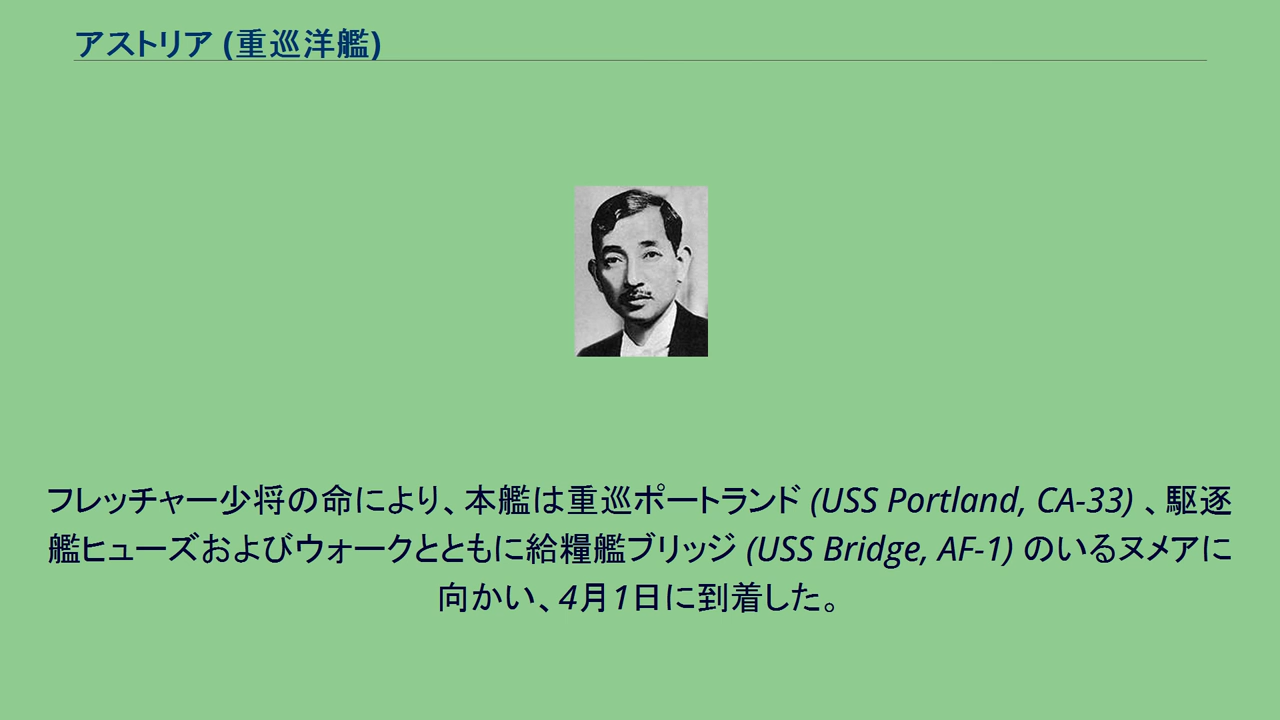 アストリア (重巡洋艦)
フレッチャー少将の命により、本艦は重巡ポートランド (USS Portland, CA-33) 、駆逐
艦ヒューズおよびウォークとともに給糧艦ブリッジ (USS Bridge, AF-1) のいるヌメアに
向かい、4月1日に到着した。